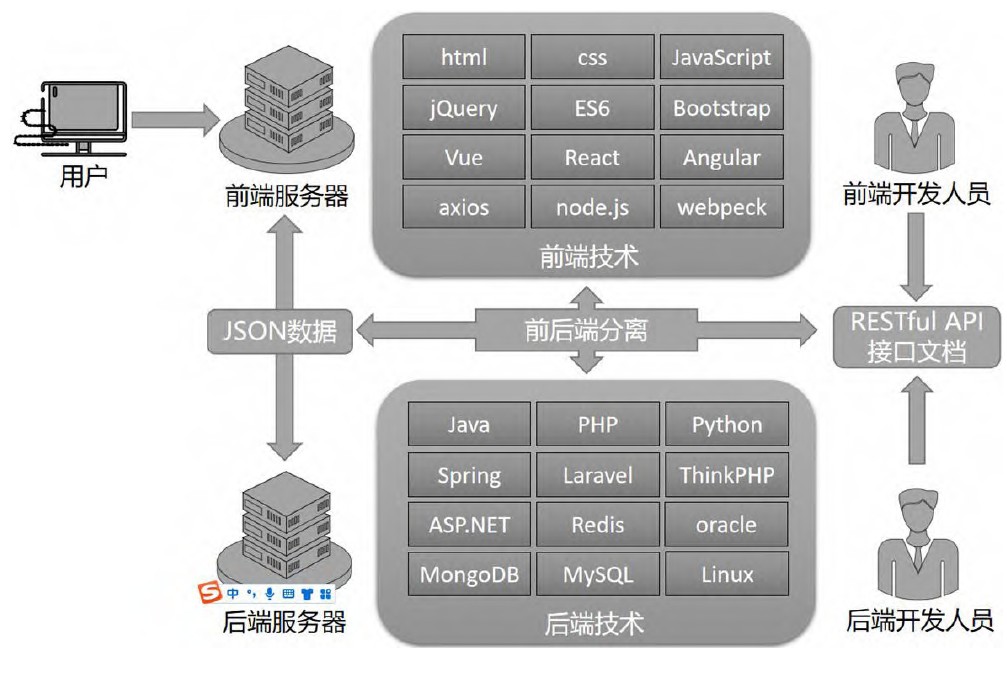 html
css
JavaScript
jQuery
ES6
Bootstrap
Vue
React
Angular
axios
node.js
webpeck
前端技术
用户
前端服务器
前端开发人员
JSON数据
前后端分离
RESTful API
接口文档
Java
PHP
Python
Spring
Laravel
ThinkPHP
ASP.NET
Redis
oracle
MongoDB
MySQL
Linux
后端技术
S中
后端服务器
后端开发人员